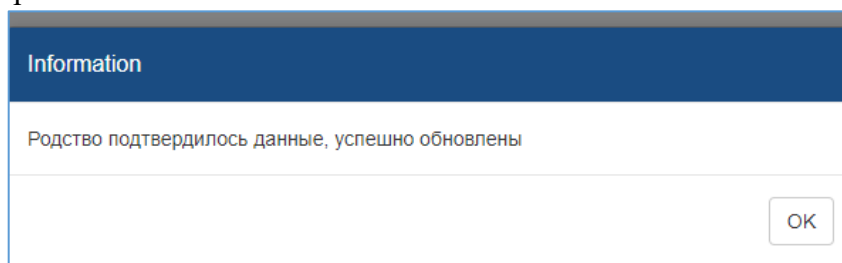 Information
Родство подтвердилось данные, успешно обновлены
OK